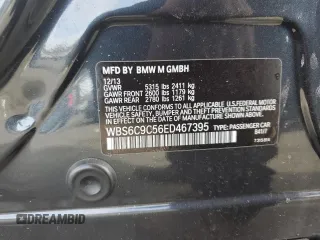 MFD BY BMW M GMBH
12/13
GVWR 5315 lbs 2411 kg
GAWR FRONT 2600 lbs 1179 kg
GAWR REAR 2780 lbs 1261 kg
THIS VEHICLE CONFORMS TO ALL APPLICABLE U.S. FEDERAL MOTOR
VEHICLE SAFETY, BUMPER, AND THEFT PREVENTION STANDARDS
IN EFFECT ON THE DATE OF MANUFACTURE SHOWN ABOVE.
WBS6C9C56ED467395 TYPE: PASSENGER CAR
DREAMBID